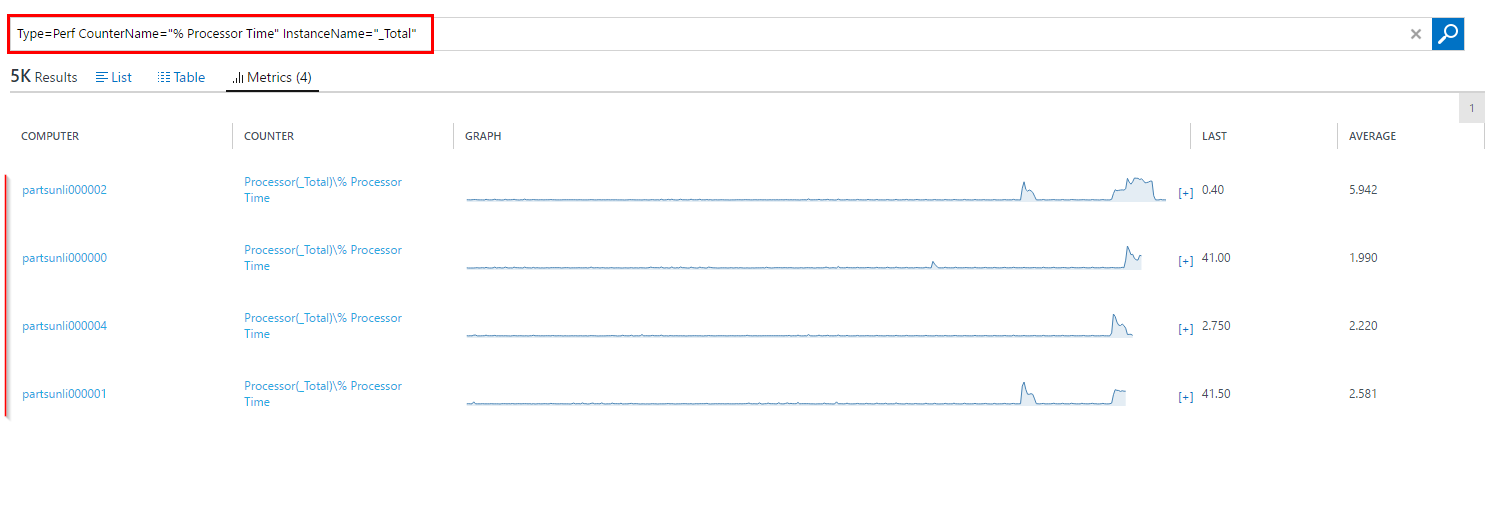 Type=Perf CounterName="% Processor Time" InstanceName="_Total"
5K Results List Table Metrics (4)
1
COMPUTER COUNTER GRAPH LAST AVERAGE
partsunli000002 Processor(_Total)\% Processor Time [+] 0.40 5.942
partsunli000000 Processor(_Total)\% Processor Time [+] 41.00 1.990
partsunli000004 Processor(_Total)\% Processor Time [+] 2.750 2.220
partsunli000001 Processor(_Total)\% Processor Time [+] 41.50 2.581